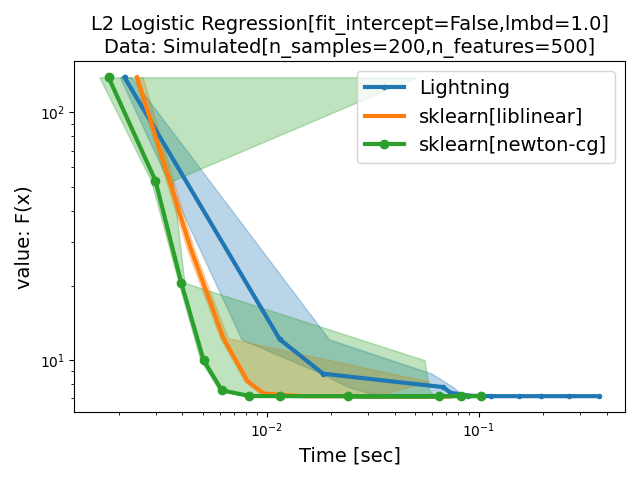 L2 Logistic Regression[fit_intercept=False,lmbd=1.0]
Data: Simulated[n_samples=200,n_features=500]
Lightning
sklearn[liblinear]
sklearn[newton-cg]
10²
10¹
value: F(x)
10⁻²
10⁻¹
Time [sec]